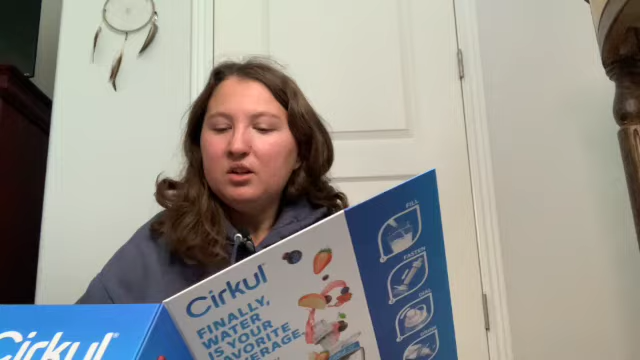 Cirkul
FINALLY,
WATER
IS YOUR
FAVORITE
BEVERAGE.
FILL
FASTEN
Cirkul®